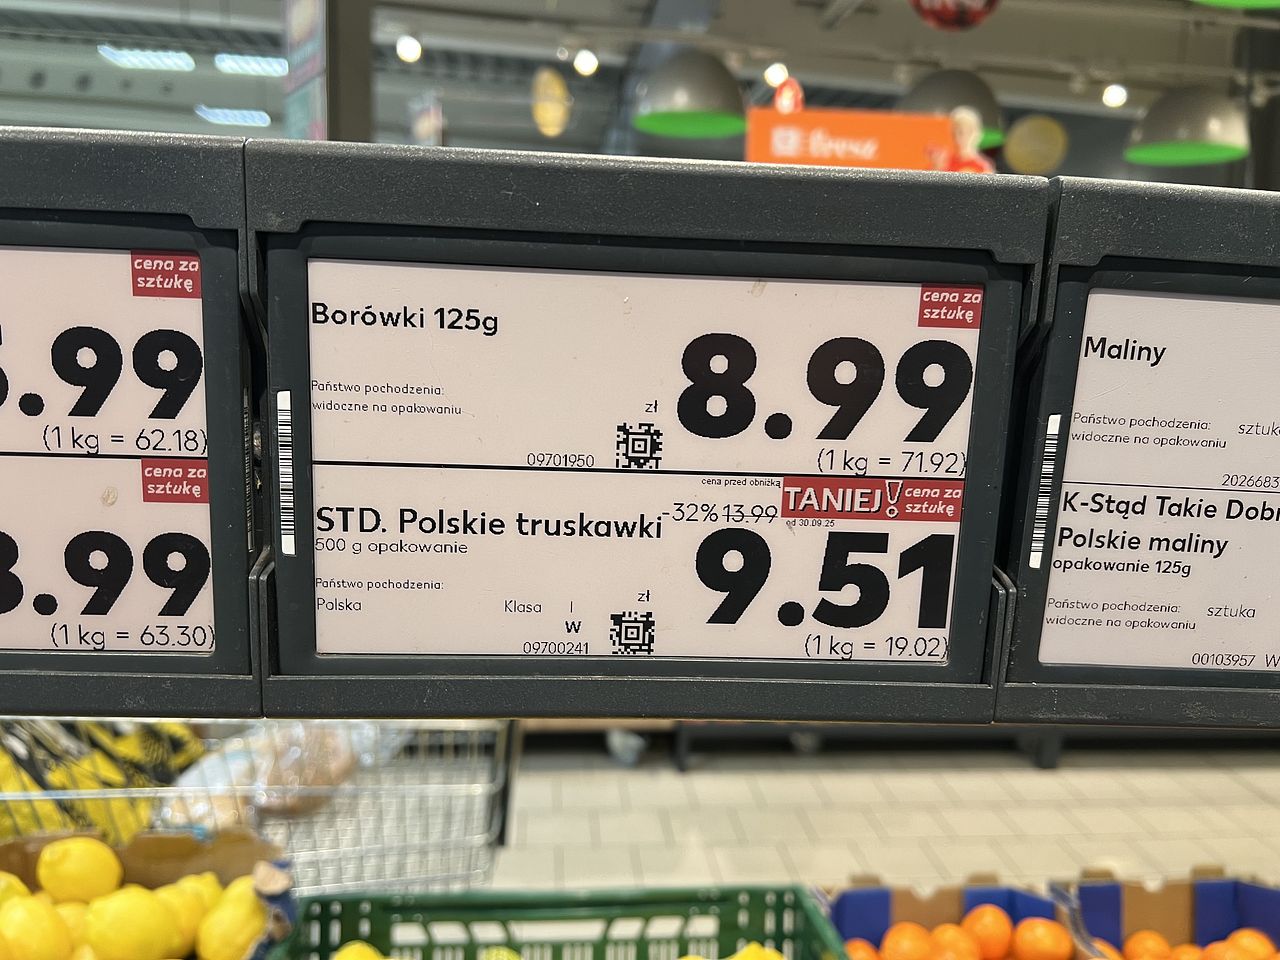 cena za
sztukę
.99
(1 kg = 62.18)
cena za
sztukę
.99
(1 kg = 63.30)
Borówki 125g
cena za
sztukę
Państwo pochodzenia:
widoczne na opakowaniu
zł
8.99
09701950
(1 kg = 71.92)
cena przed obniżką
-32% 13.99
TANIEJ!
cena za
sztukę
od 30.09.25
STD. Polskie truskawki
500 g opakowanie
9.51
Państwo pochodzenia:
Polska
Klasa I
W
zł
09700241
(1 kg = 19.02)
Maliny
Państwo pochodzenia:
widoczne na opakowaniu
2026683
K-Stąd Takie Dobr
Polskie maliny
opakowanie 125g
Państwo pochodzenia:
widoczne na opakowaniu
sztuka
00103957 W